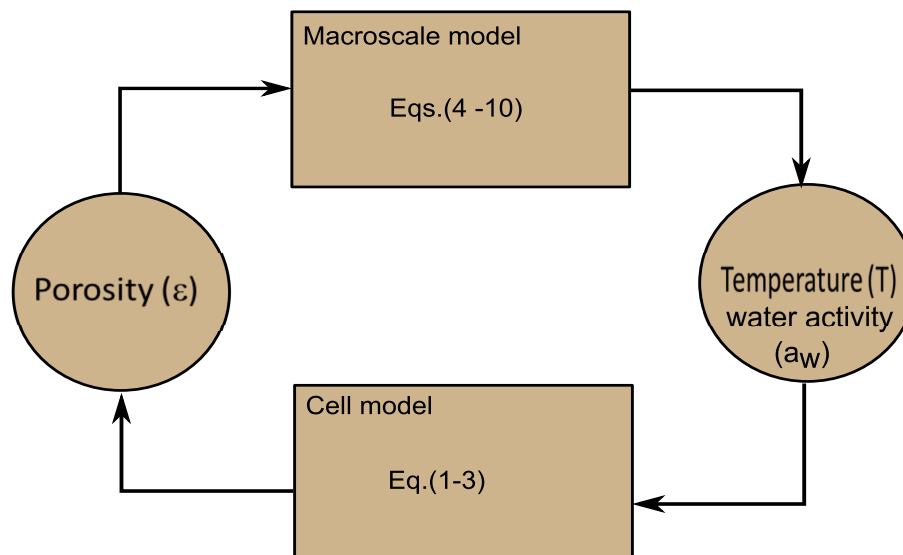 Macroscale model
Eqs.(4 -10)
Porosity (ε)
Temperature (T)
water activity
(aw)
Cell model
Eq.(1-3)